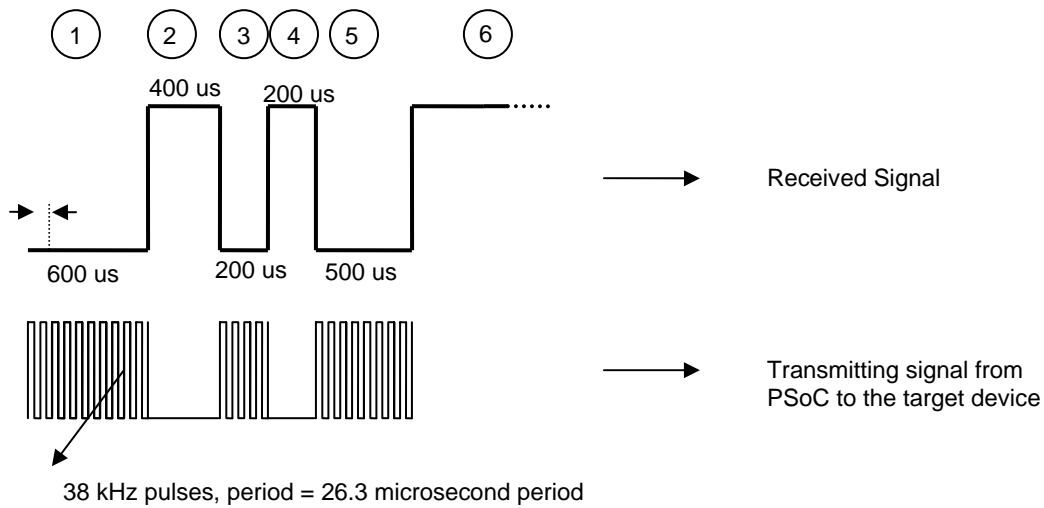 1 2 3 4 5 6
400 us 200 us
Received Signal
600 us 200 us 500 us
Transmitting signal from
PSoC to the target device
38 kHz pulses, period = 26.3 microsecond period